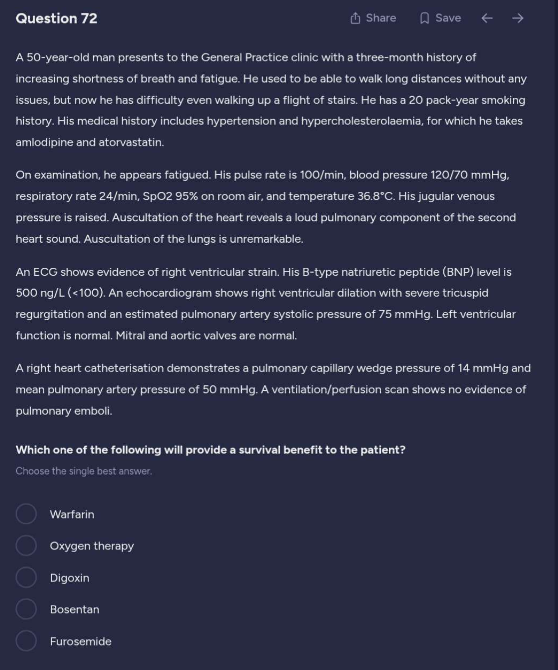 Question 72
Share
Save
A 50-year-old man presents to the General Practice clinic with a three-month history of
increasing shortness of breath and fatigue. He used to be able to walk long distances without any
issues, but now he has difficulty even walking up a flight of stairs. He has a 20 pack-year smoking
history. His medical history includes hypertension and hypercholesterolaemia, for which he takes
amlodipine and atorvastatin.
On examination, he appears fatigued. His pulse rate is 100/min, blood pressure 120/70 mmHg,
respiratory rate 24/min, SpO2 95% on room air, and temperature 36.8°C. His jugular venous
pressure is raised. Auscultation of the heart reveals a loud pulmonary component of the second
heart sound. Auscultation of the lungs is unremarkable.
An ECG shows evidence of right ventricular strain. His B-type natriuretic peptide (BNP) level is
500 ng/L (<100). An echocardiogram shows right ventricular dilation with severe tricuspid
regurgitation and an estimated pulmonary artery systolic pressure of 75 mmHg. Left ventricular
function is normal. Mitral and aortic valves are normal.
A right heart catheterisation demonstrates a pulmonary capillary wedge pressure of 14 mmHg and
mean pulmonary artery pressure of 50 mmHg. A ventilation/perfusion scan shows no evidence of
pulmonary emboli.
Which one of the following will provide a survival benefit to the patient?
Choose the single best answer.
Warfarin
Oxygen therapy
Digoxin
Bosentan
Furosemide